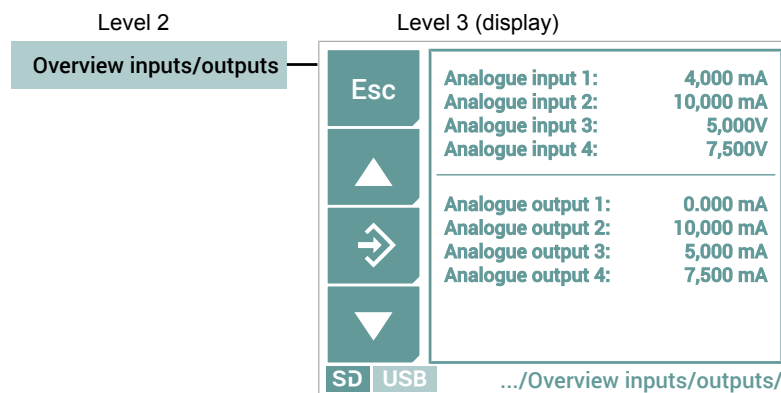 Level 2
Level 3 (display)
Overview inputs/outputs
Esc
Analogue input 1: 4,000 mA
Analogue input 2: 10,000 mA
Analogue input 3: 5,000V
Analogue input 4: 7,500V
Analogue output 1: 0.000 mA
Analogue output 2: 10,000 mA
Analogue output 3: 5,000 mA
Analogue output 4: 7,500 mA
SD USB
.../Overview inputs/outputs/